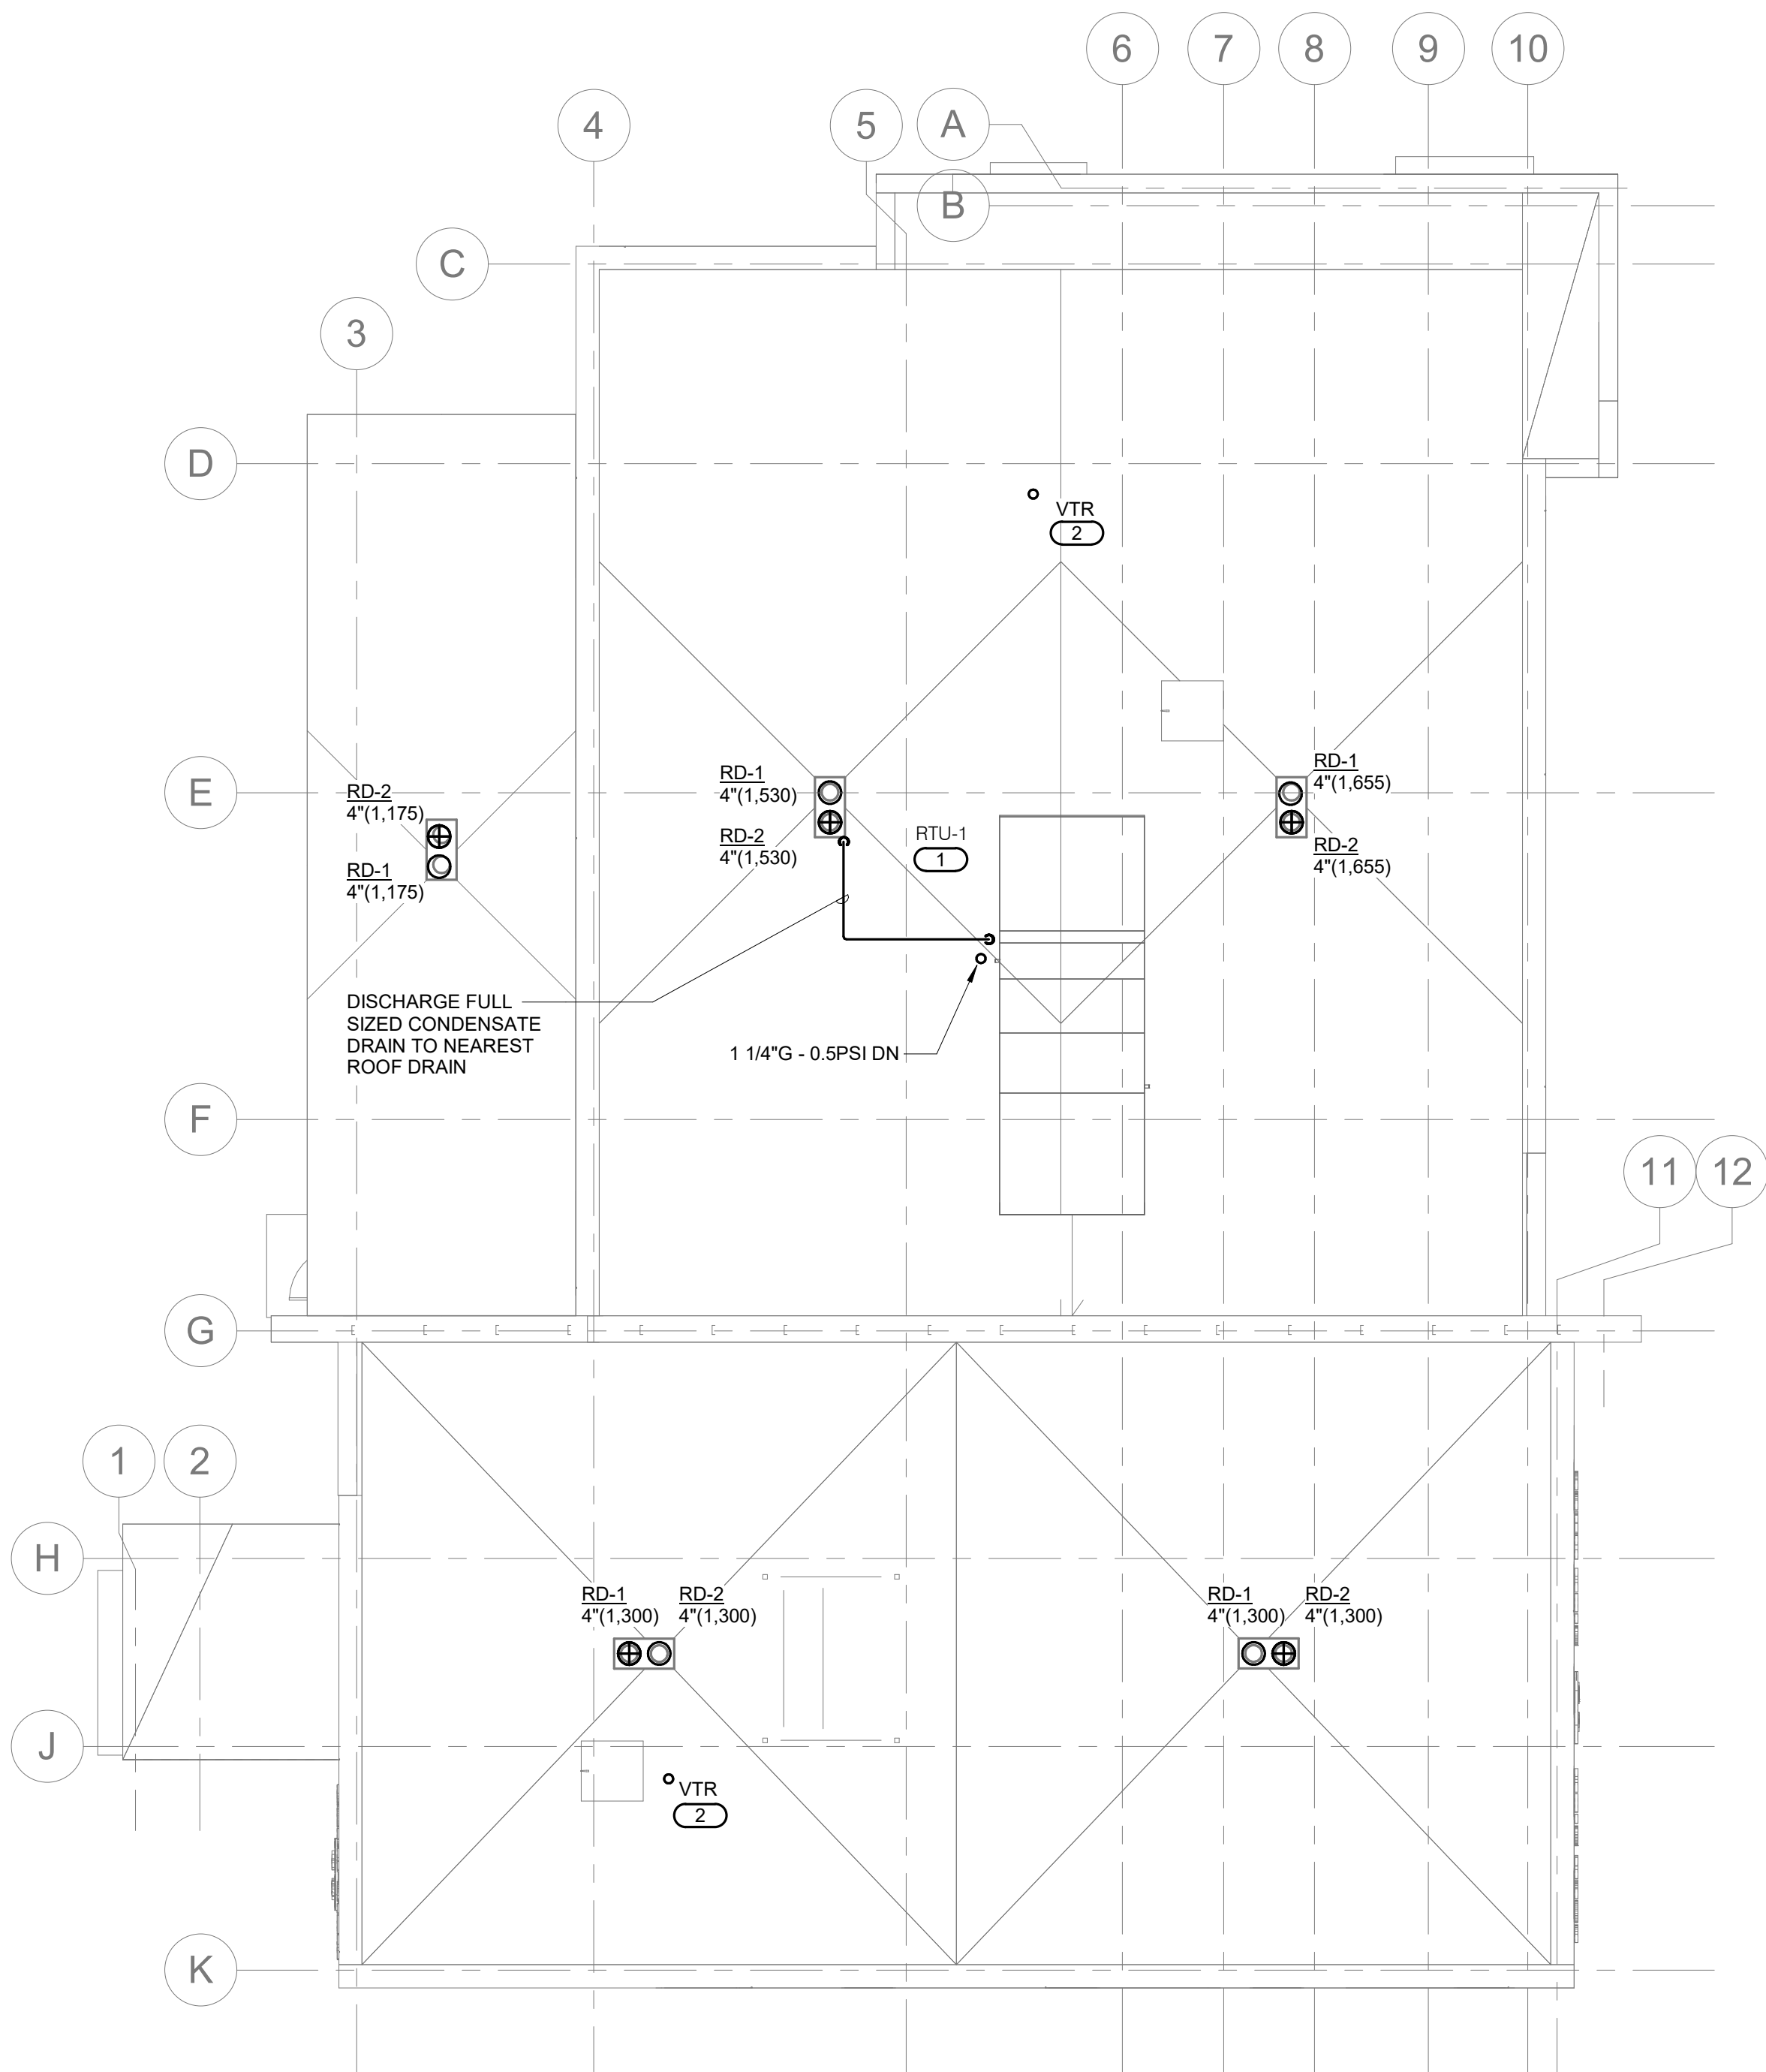 6
7
8
9
10
4
5
A
B
C
3
D
VTR
2
E
RD-2
4"(1,175)
RD-1
4"(1,175)
RD-1
4"(1,530)
RD-2
4"(1,530)
RTU-1
1
RD-1
4"(1,655)
RD-2
4"(1,655)
DISCHARGE FULL
SIZED CONDENSATE
DRAIN TO NEAREST
ROOF DRAIN
1 1/4"G - 0.5PSI DN
F
11
12
G
1
2
H
RD-1
4"(1,300)
RD-2
4"(1,300)
RD-1
4"(1,300)
RD-2
4"(1,300)
J
VTR
2
K